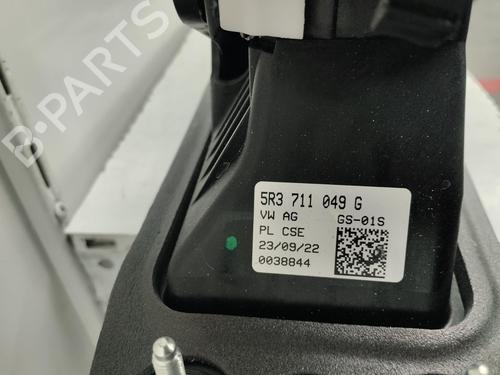 B-PARTS
5R3 711 049 G
VW AG GS-01S
PL CSE
23/09/22
0038844